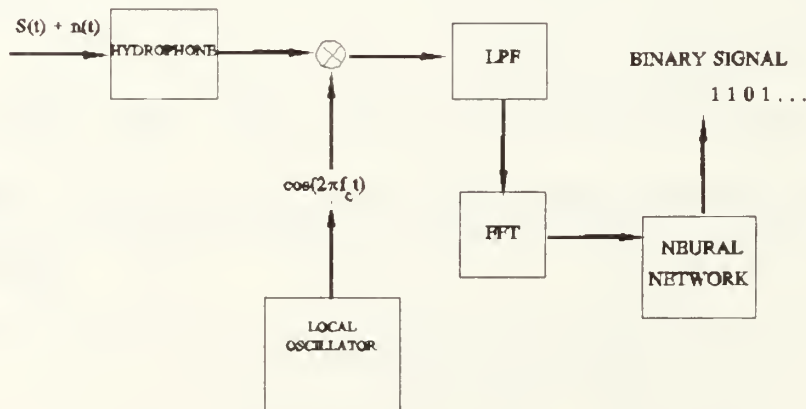 S(t) + n(t)
HYDROPHONE
LPF
BINARY SIGNAL
1 1 0 1 . . .
cos(2πf_c t)
FFT
NEURAL
NETWORK
LOCAL
OSCILLATOR